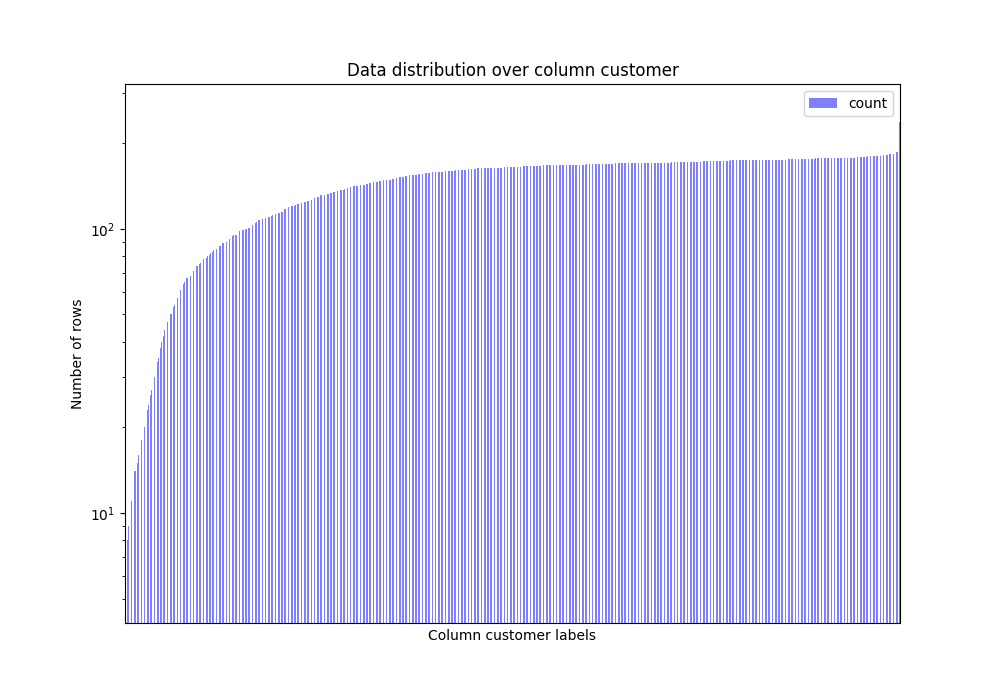 Data distribution over column customer
count
10²
10¹
Number of rows
Column customer labels